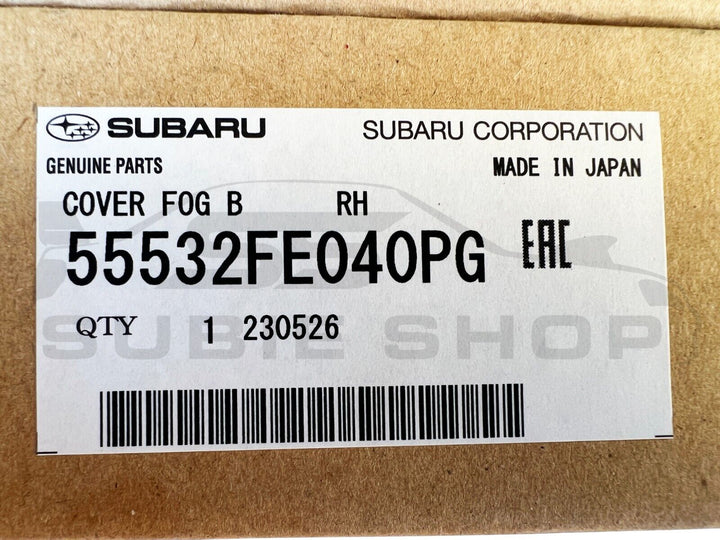 SUBARU SUBARU CORPORATION
GENUINE PARTS MADE IN JAPAN
COVER FOG B RH
55532FE040PG EAC
QTY 1 230526
SUBIE SHOP